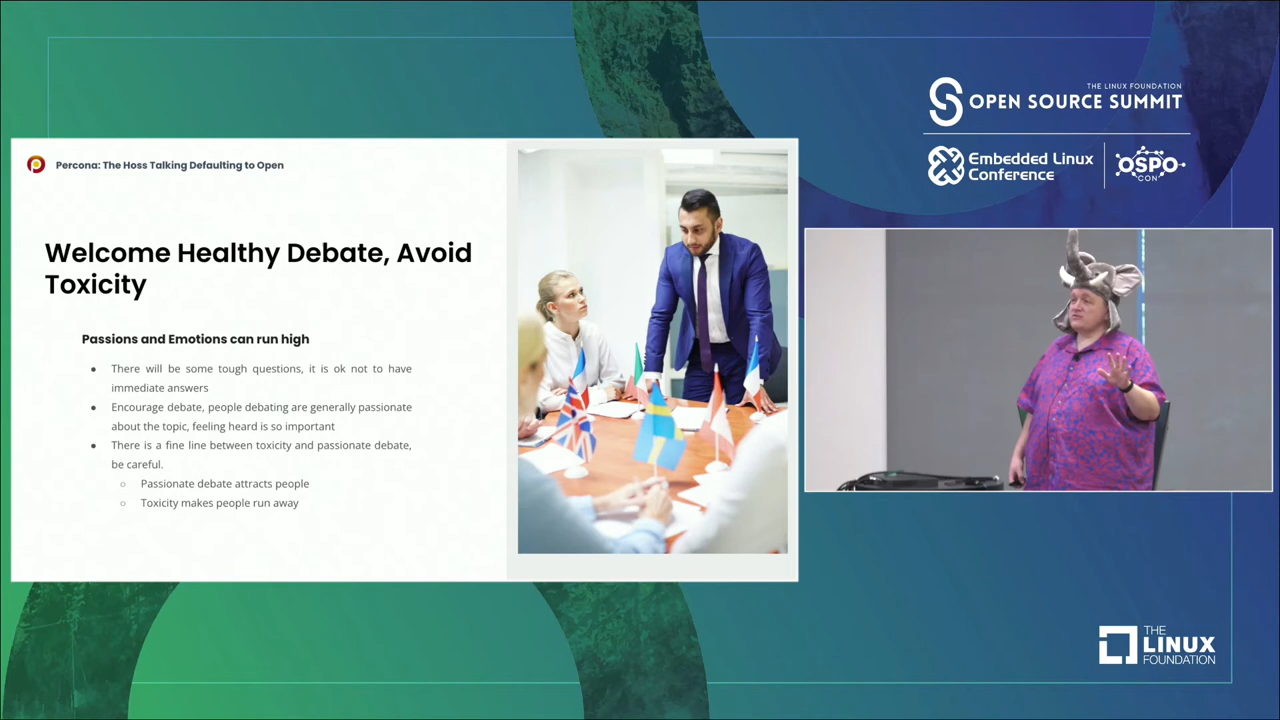 THE LINUX FOUNDATION
OPEN SOURCE SUMMIT
Embedded Linux
Conference
OSPO
CON
Percona: The Hoss Talking Defaulting to Open
Welcome Healthy Debate, Avoid
Toxicity
Passions and Emotions can run high
● There will be some tough questions, it is ok not to have
immediate answers
● Encourage debate, people debating are generally passionate
about the topic, feeling heard is so important
● There is a fine line between toxicity and passionate debate,
be careful.
○ Passionate debate attracts people
○ Toxicity makes people run away
THE
LINUX
FOUNDATION